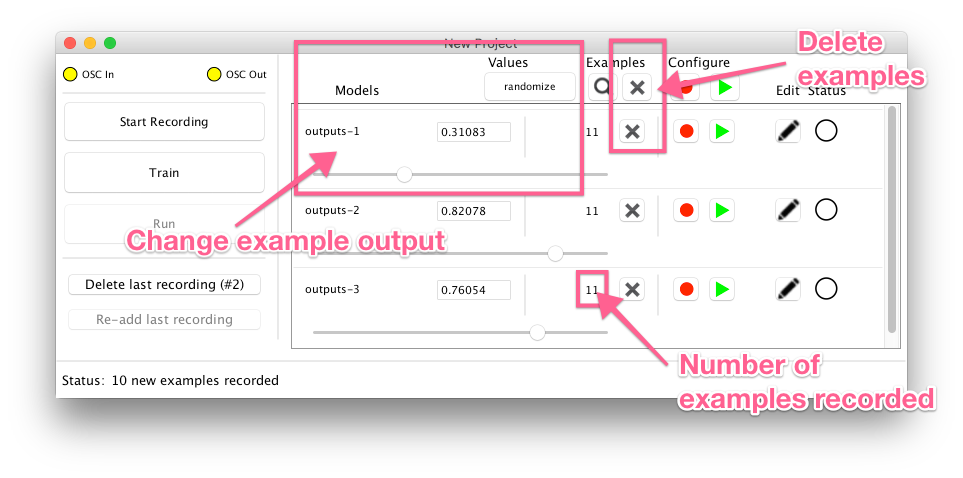 New Project
Delete
examples
OSC In
OSC Out
Values
Examples
Configure
Models
randomize
Edit
Status
Start Recording
Train
Run
Delete last recording (#2)
Re-add last recording
outputs-1
0.31083
11
Change example output
outputs-2
0.82078
11
outputs-3
0.76054
11
Number of
examples recorded
Status: 10 new examples recorded